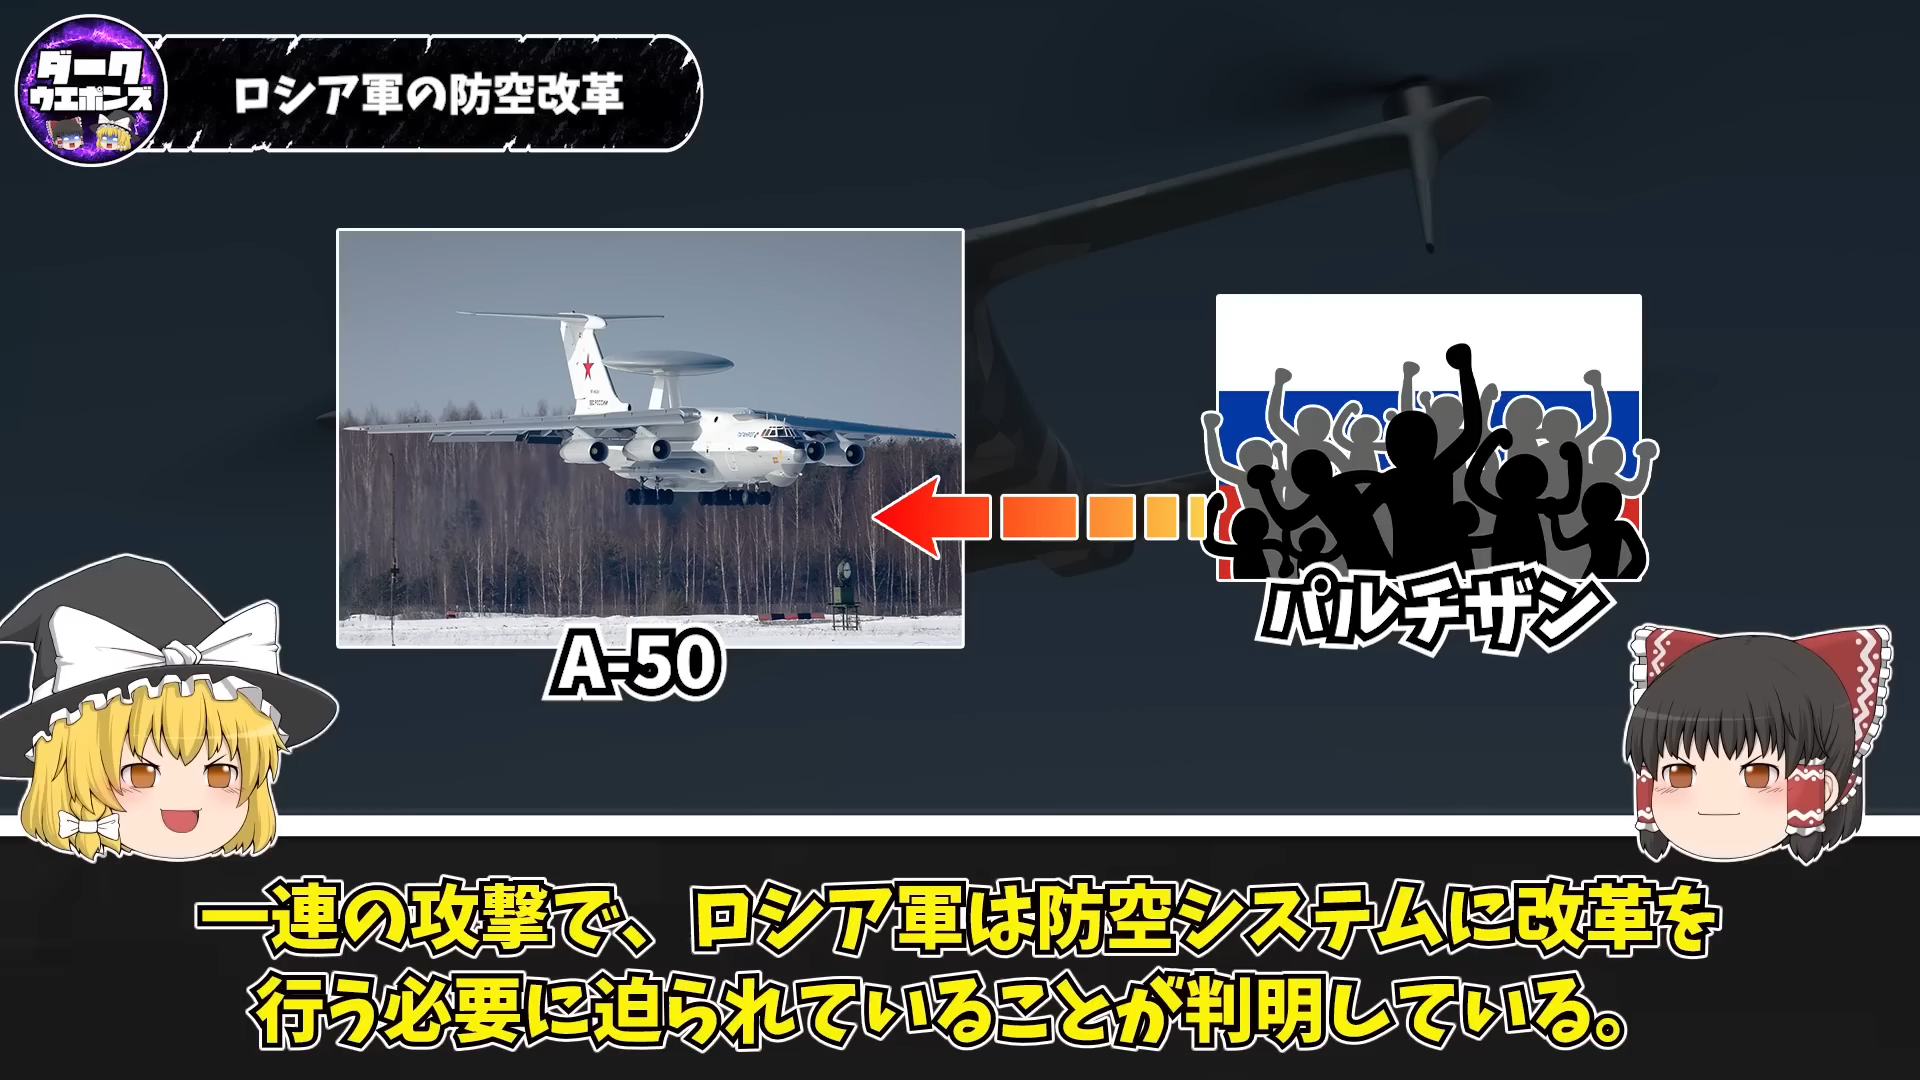 ダーク
ウエポンズ
ロシア軍の防空改革
A-50
パルチザン
一連の攻撃で、ロシア軍は防空システムに改革を
行う必要に迫られていることが判明している。